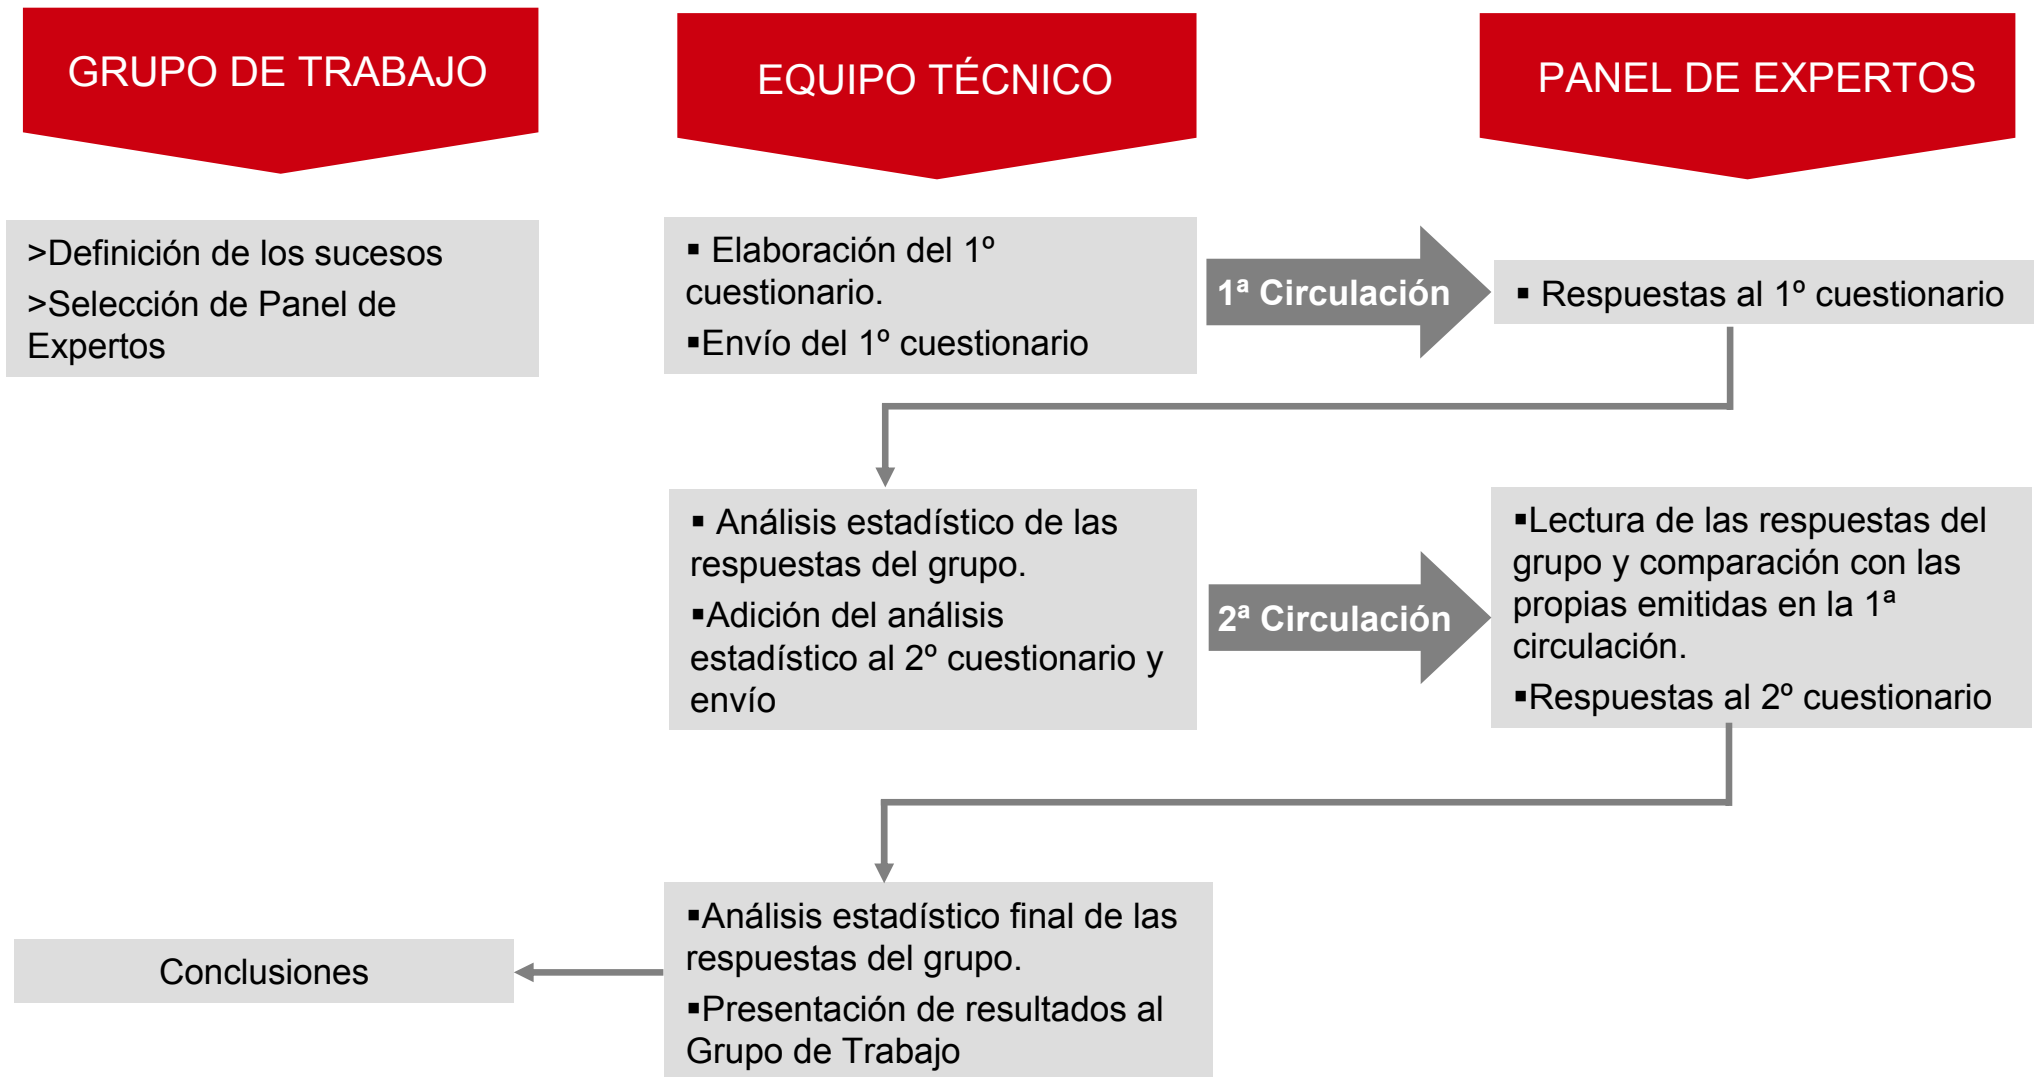 GRUPO DE TRABAJO
EQUIPO TÉCNICO
PANEL DE EXPERTOS
>Definición de los sucesos
>Selección de Panel de
Expertos
▪ Elaboración del 1º
cuestionario.
▪Envío del 1º cuestionario
1ª Circulación
▪ Respuestas al 1º cuestionario
▪ Análisis estadístico de las
respuestas del grupo.
▪Adición del análisis
estadístico al 2º cuestionario y
envío
2ª Circulación
▪Lectura de las respuestas del
grupo y comparación con las
propias emitidas en la 1ª
circulación.
▪Respuestas al 2º cuestionario
▪Análisis estadístico final de las
respuestas del grupo.
▪Presentación de resultados al
Grupo de Trabajo
Conclusiones